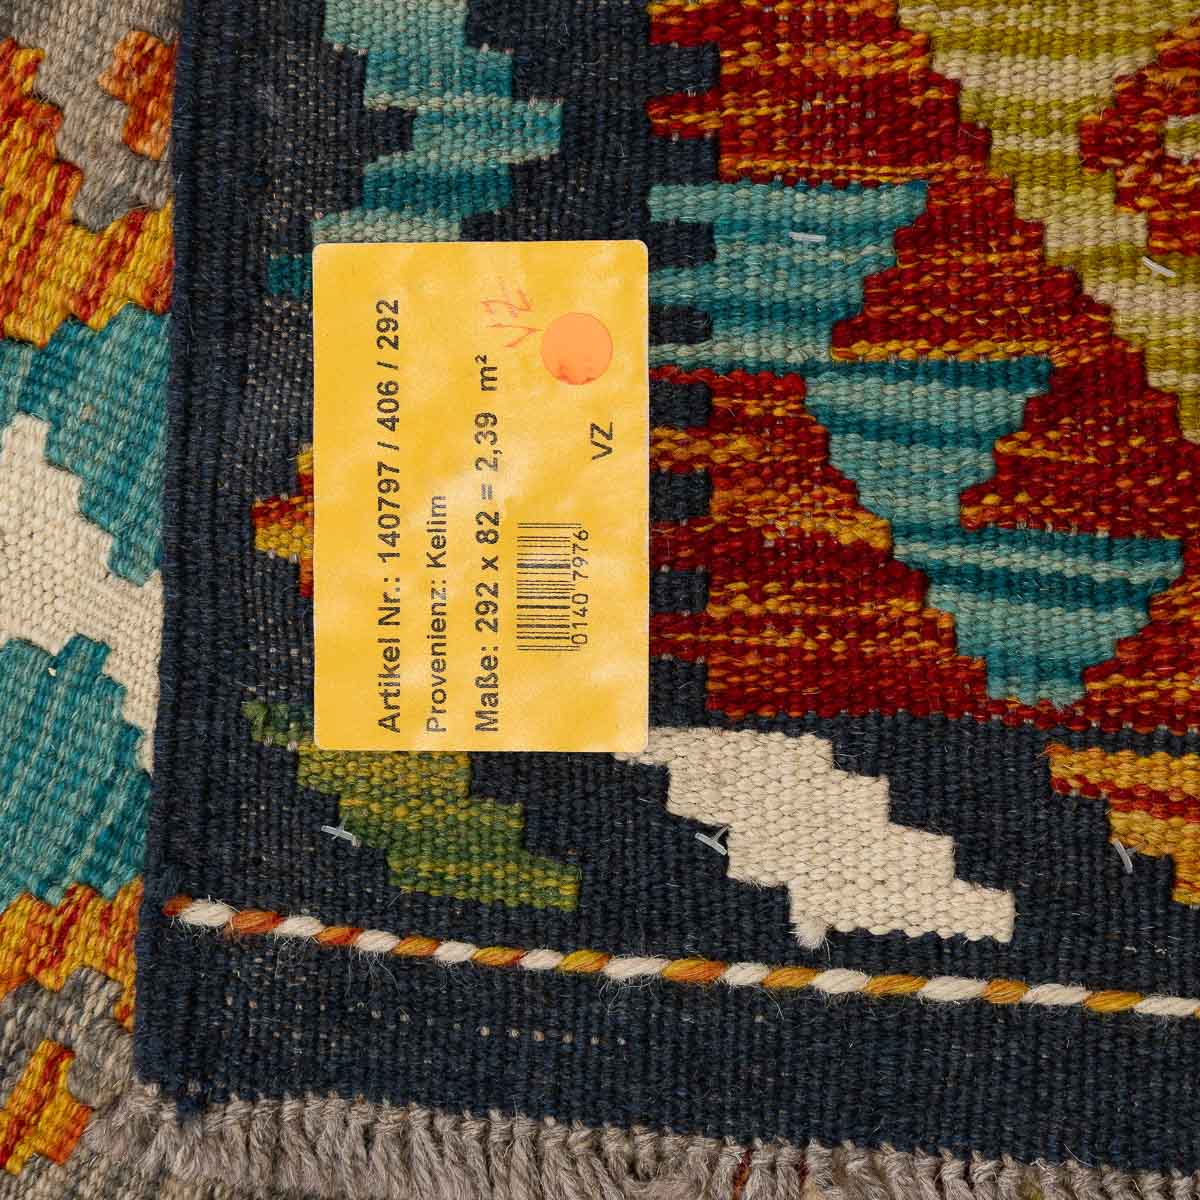 Artikel Nr.: 140797 / 406 / 292
Provenienz: Kelim
Maße: 292 x 82 = 2,39 m²
VZ
0140 7976
VZ